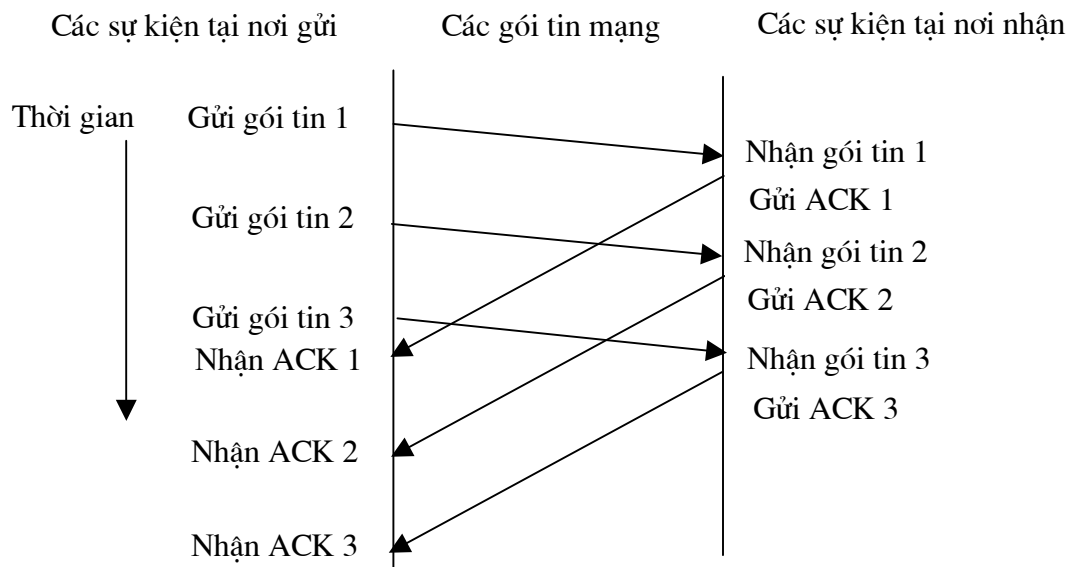 Các sự kiện tại nơi gửi
Các gói tin mạng
Các sự kiện tại nơi nhận
Thời gian
Gửi gói tin 1
Nhận gói tin 1
Gửi ACK 1
Gửi gói tin 2
Nhận gói tin 2
Gửi ACK 2
Gửi gói tin 3
Nhận ACK 1
Nhận gói tin 3
Gửi ACK 3
Nhận ACK 2
Nhận ACK 3